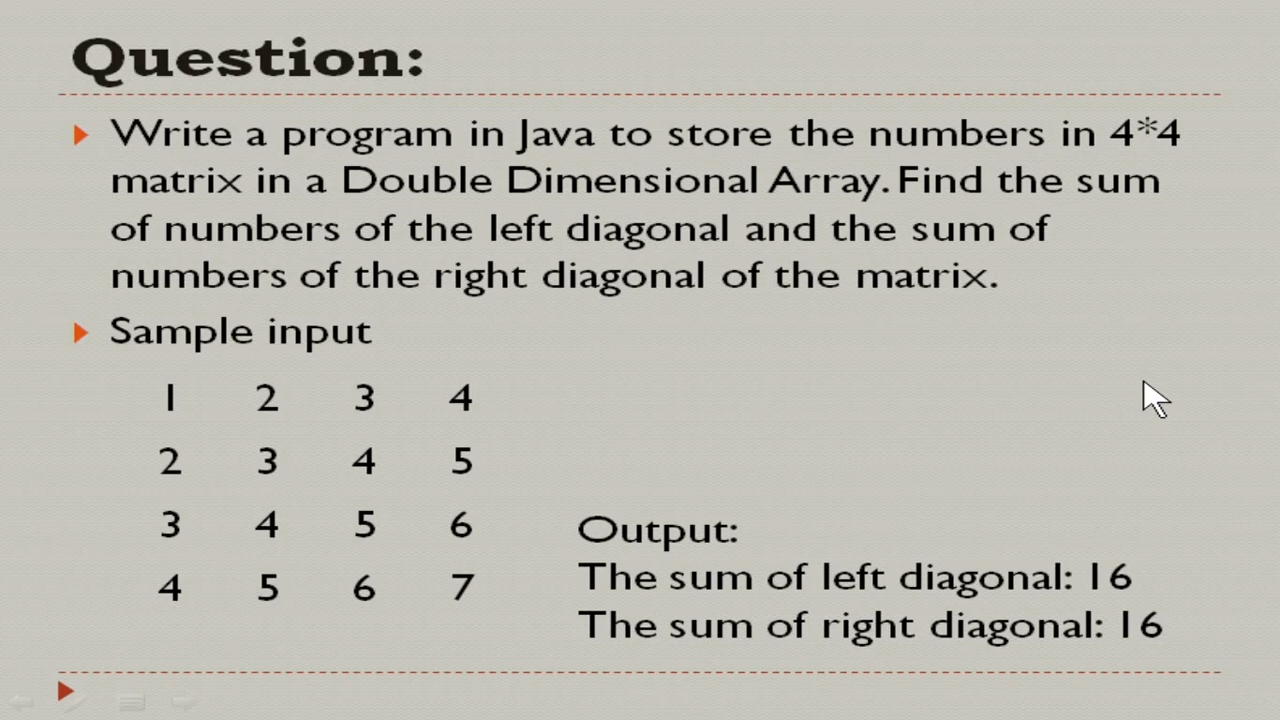 Question:
Write a program in Java to store the numbers in 4*4
matrix in a Double Dimensional Array. Find the sum
of numbers of the left diagonal and the sum of
numbers of the right diagonal of the matrix.
Sample input
1 2 3 4
2 3 4 5
3 4 5 6
4 5 6 7
Output:
The sum of left diagonal: 16
The sum of right diagonal: 16